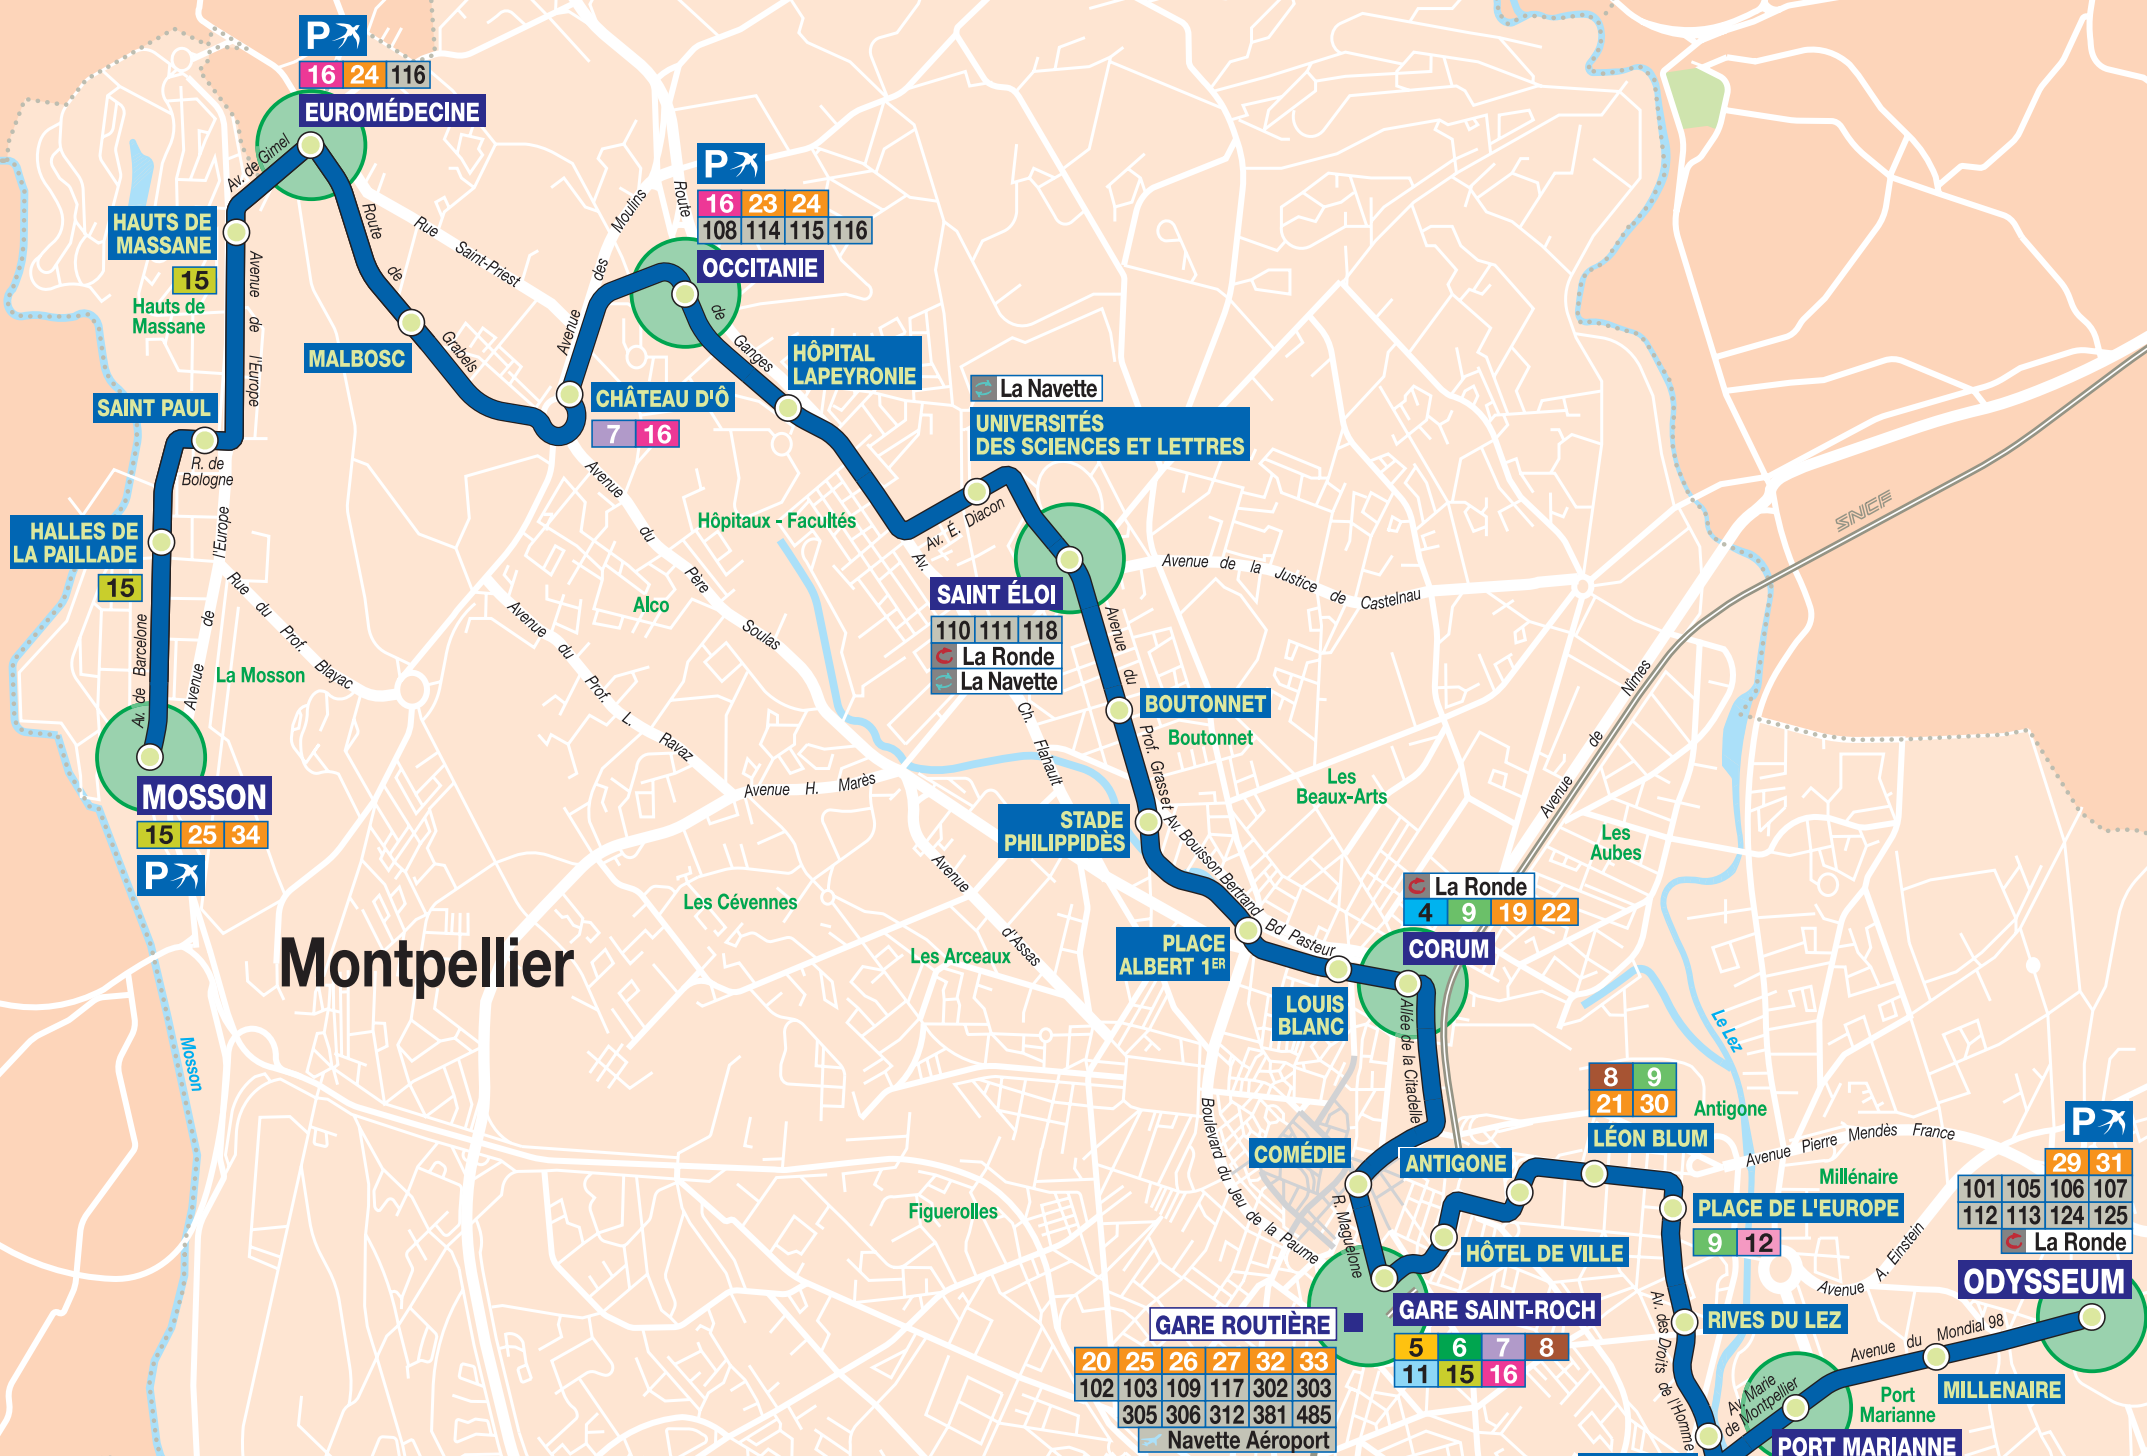 P
16 24 116
EUROMÉDECINE
Av. de Gimel
HAUTS DE
MASSANE
15
Hauts de
Massane
Avenue de l'Europe
Route de Grabels
Rue Saint-Priest
MALBOSC
SAINT PAUL
R. de
Bologne
HALLES DE
LA PAILLADE
15
Av. de Barcelone
Avenue de l'Europe
Rue du Prof. Blayac
La Mosson
MOSSON
15 25 34
P
Montpellier
Mosson
P
16 23 24
108 114 115 116
OCCITANIE
Avenue des Moulins
Route de Ganges
CHÂTEAU D'Ô
7 16
HÔPITAL
LAPEYRONIE
La Navette
UNIVERSITÉS
DES SCIENCES ET LETTRES
Av. E. Diacon
Hôpitaux - Facultés
Avenue du Père Soulas
Alco
Avenue du Prof. L. Ravaz
Avenue H. Marès
Av. Ch. Flahault
SAINT ÉLOI
110 111 118
La Ronde
La Navette
Avenue de la Justice de Castelnau
Avenue du Prof. Grasset
BOUTONNET
Boutonnet
STADE
PHILIPPIDÈS
Av. Bouisson Bertrand
Les
Beaux-Arts
Les
Aubes
Avenue de Nîmes
SNCF
Les Cévennes
Les Arceaux
Avenue d'Assas
PLACE
ALBERT 1ER
Bd Pasteur
LOUIS
BLANC
La Ronde
4 9 19 22
CORUM
Allée de la Citadelle
Le Lez
Boulevard du Jeu de la Paume
Figuerolles
COMÉDIE
R. Maguelone
ANTIGONE
8 9
21 30
LÉON BLUM
Antigone
Avenue Pierre Mendès France
Millénaire
PLACE DE L'EUROPE
9 12
HÔTEL DE VILLE
GARE SAINT-ROCH
5 6 7 8
11 15 16
GARE ROUTIÈRE
20 25 26 27 32 33
102 103 109 117 302 303
305 306 312 381 485
Navette Aéroport
Av. des Droits de l'Homme
RIVES DU LEZ
P
29 31
101 105 106 107
112 113 124 125
La Ronde
ODYSSEUM
Avenue A. Einstein
Avenue du Mondial 98
MILLENAIRE
Av. Marie
de Montpellier
Port
Marianne
PORT MARIANNE